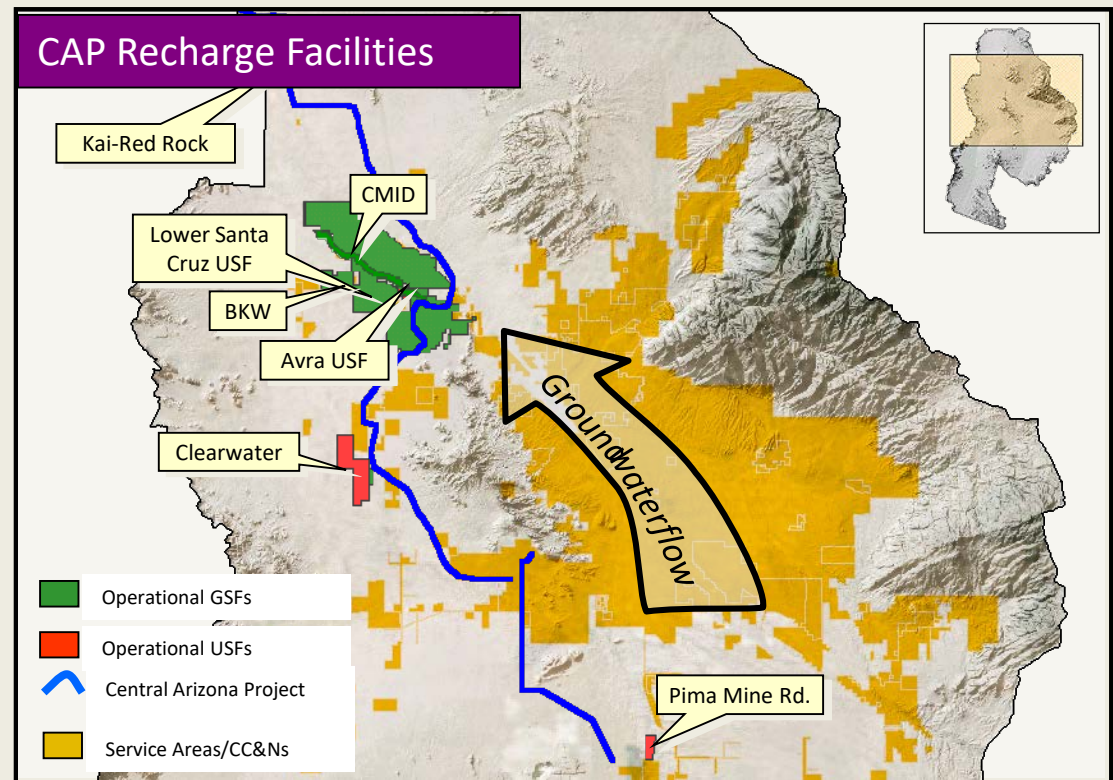 CAP Recharge Facilities
Kai-Red Rock
CMID
Lower Santa
Cruz USF
BKW
Avra USF
Groundwaterflow
Clearwater
Operational GSFs
Operational USFs
Central Arizona Project
Pima Mine Rd.
Service Areas/CC&Ns